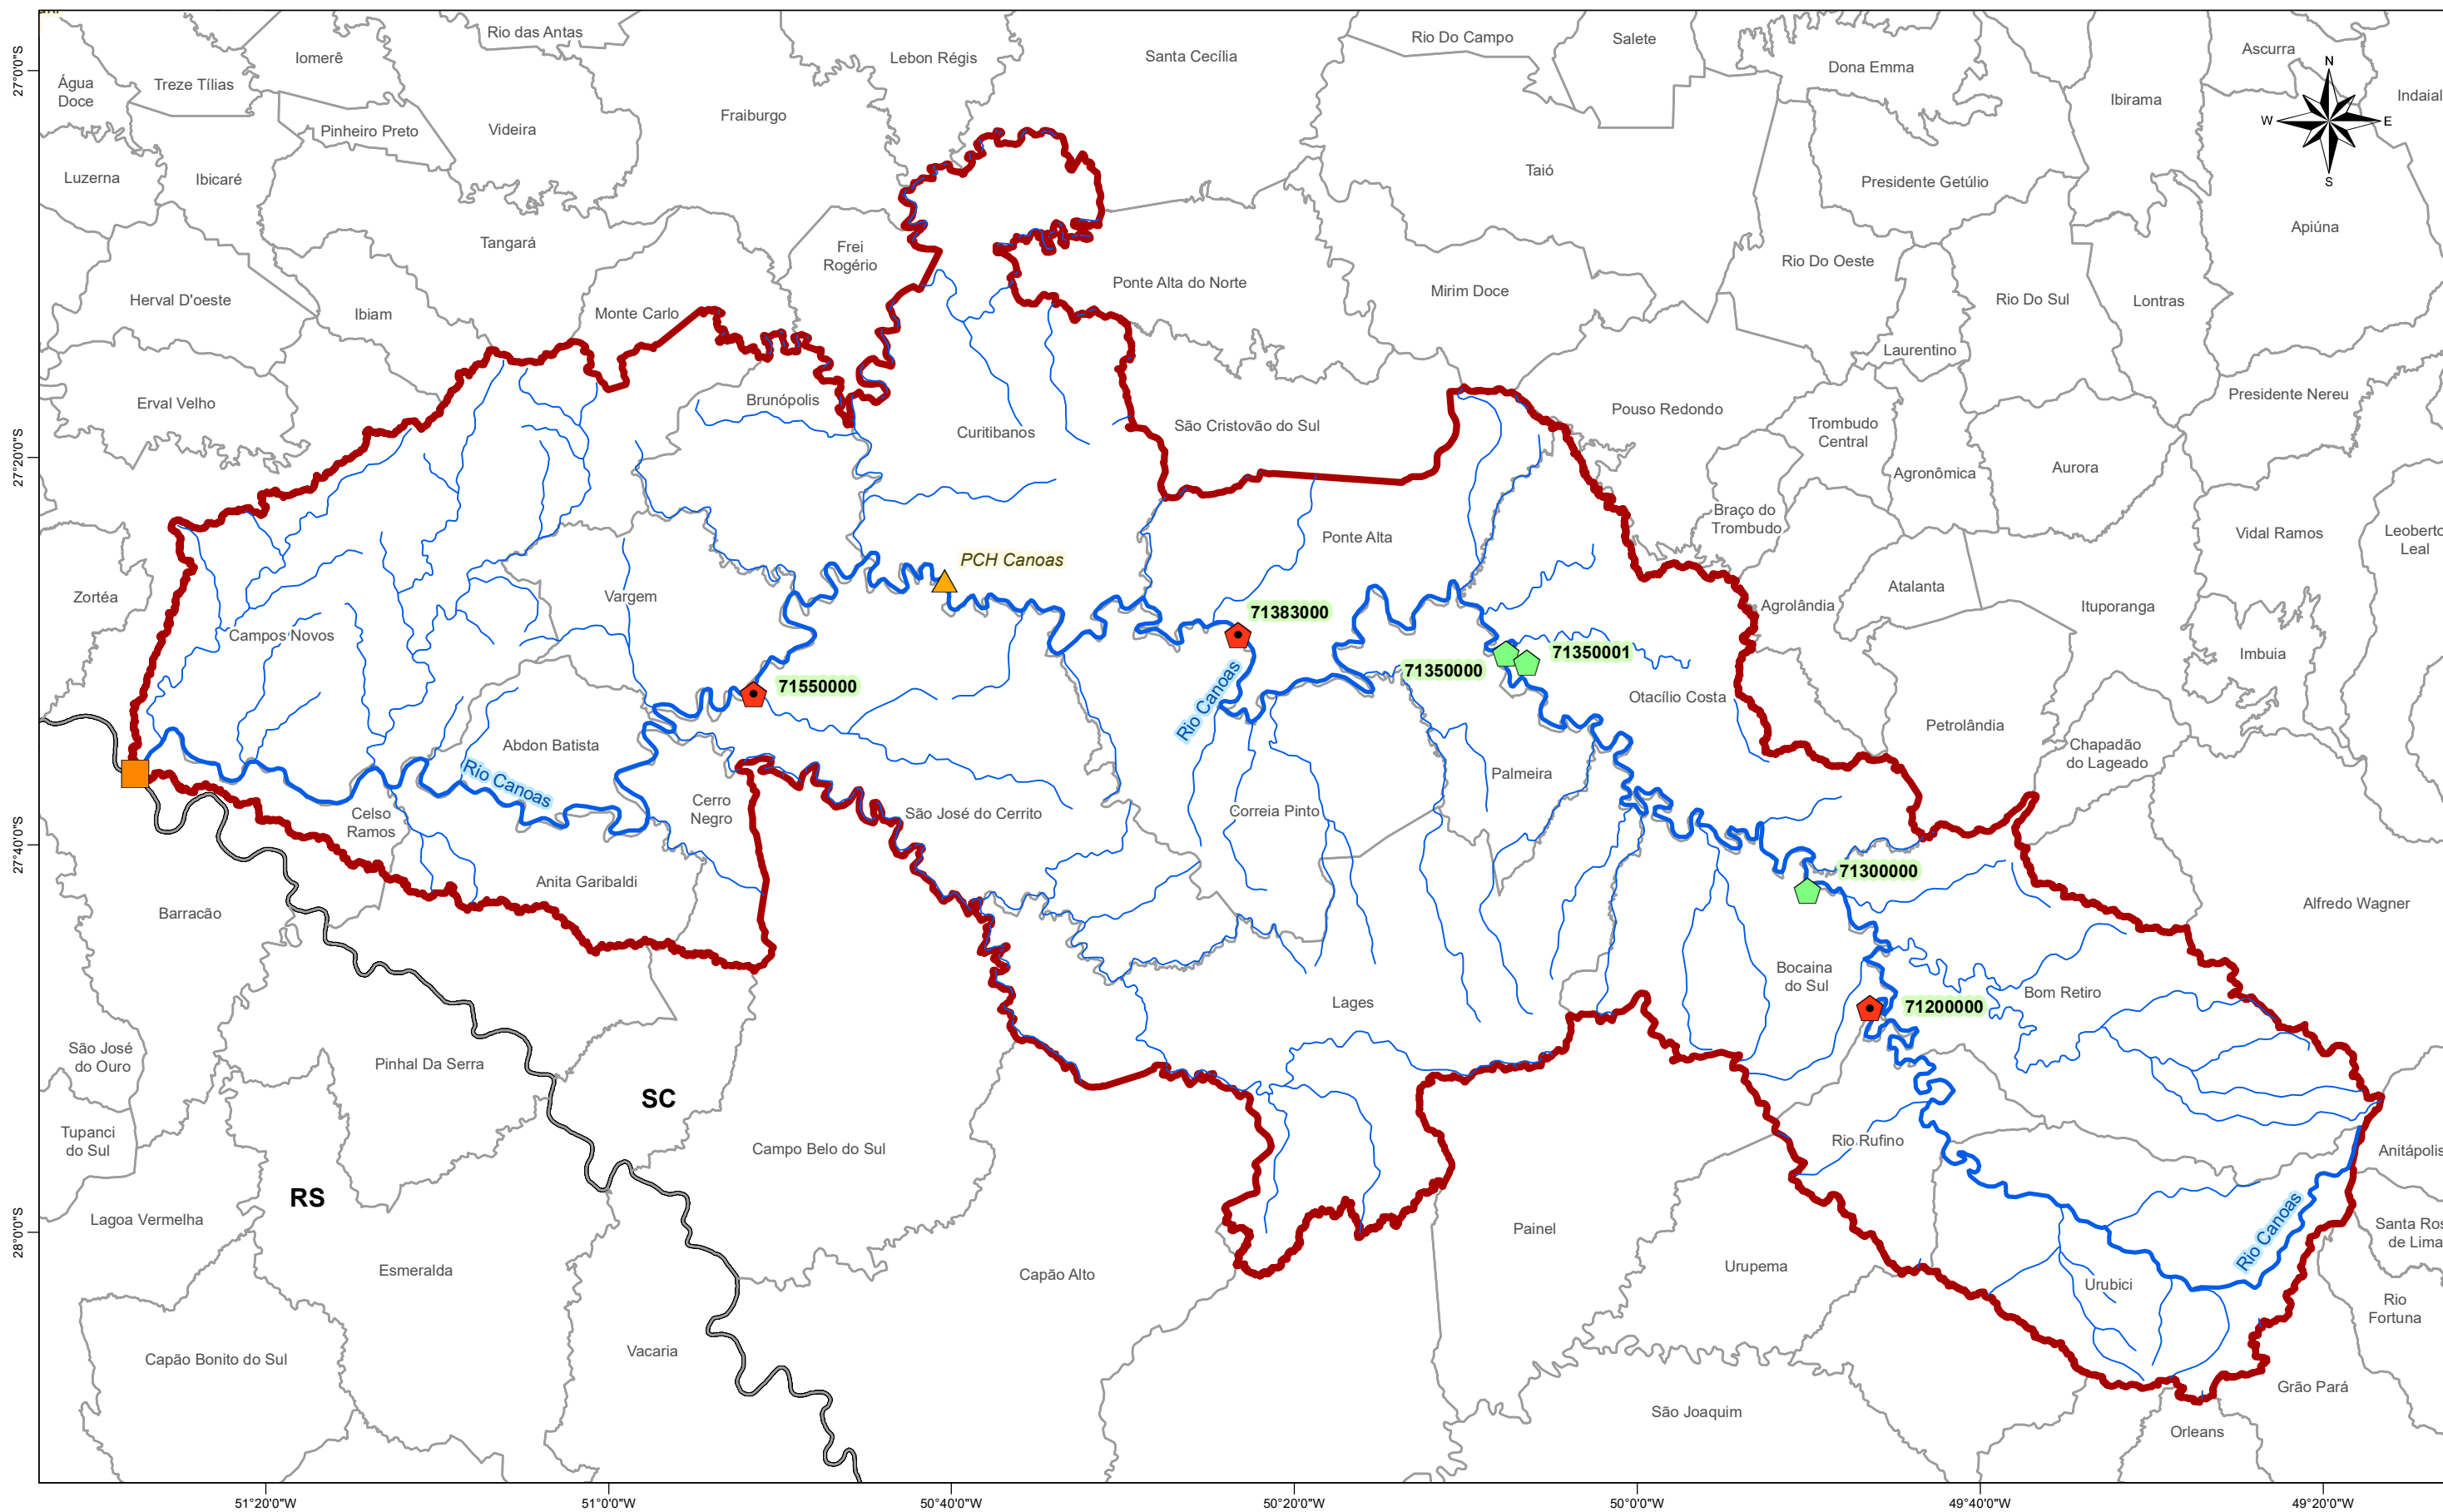 Rio das Antas
Iomerê
Lebon Régis
Santa Cecília
Rio Do Campo
Salete
Ascurra
N
27°0'0"S
Água
Doce
Treze Tílias
Dona Emma
Ibirama
Indaial
W
E
Pinheiro Preto
Videira
Fraiburgo
Luzerna
Ibicaré
Taió
Presidente Getúlio
S
Tangará
Frei
Rogério
Apiúna
Rio Do Oeste
Herval D'oeste
Ibiam
Monte Carlo
Ponte Alta do Norte
Mirim Doce
Rio Do Sul
Lontras
Laurentino
Erval Velho
Brunópolis
Presidente Nereu
Curitibanos
São Cristovão do Sul
Pouso Redondo
Trombudo
Central
27°20'0"S
Agronômica
Aurora
Braço do
Trombudo
Ponte Alta
Vidal Ramos
Leoberto
Leal
PCH Canoas
Zortéa
Vargem
Agrolândia
Atalanta
Ituporanga
Campos Novos
71383000
71350001
71350000
Imbuia
71550000
Rio Canoas
Otacílio Costa
Petrolândia
Abdon Batista
Chapadão
do Lageado
Rio Canoas
Palmeira
Celso
Ramos
Cerro
Negro
São José do Cerrito
Correia Pinto
27°40'0"S
Anita Garibaldi
71300000
Barracão
Alfredo Wagner
Bocaina
do Sul
Bom Retiro
Lages
71200000
São José
do Ouro
Pinhal Da Serra
SC
Tupanci
do Sul
Campo Belo do Sul
Rio Rufino
Anitápolis
RS
Lagoa Vermelha
Painel
Rio Canoas
Santa Ros
de Lima
28°0'0"S
Esmeralda
Capão Alto
Urupema
Urubici
Rio
Fortuna
Capão Bonito do Sul
Vacaria
Grão Pará
São Joaquim
Orleans
51°20'0"W
51°0'0"W
50°40'0"W
50°20'0"W
50°0'0"W
49°40'0"W
49°20'0"W